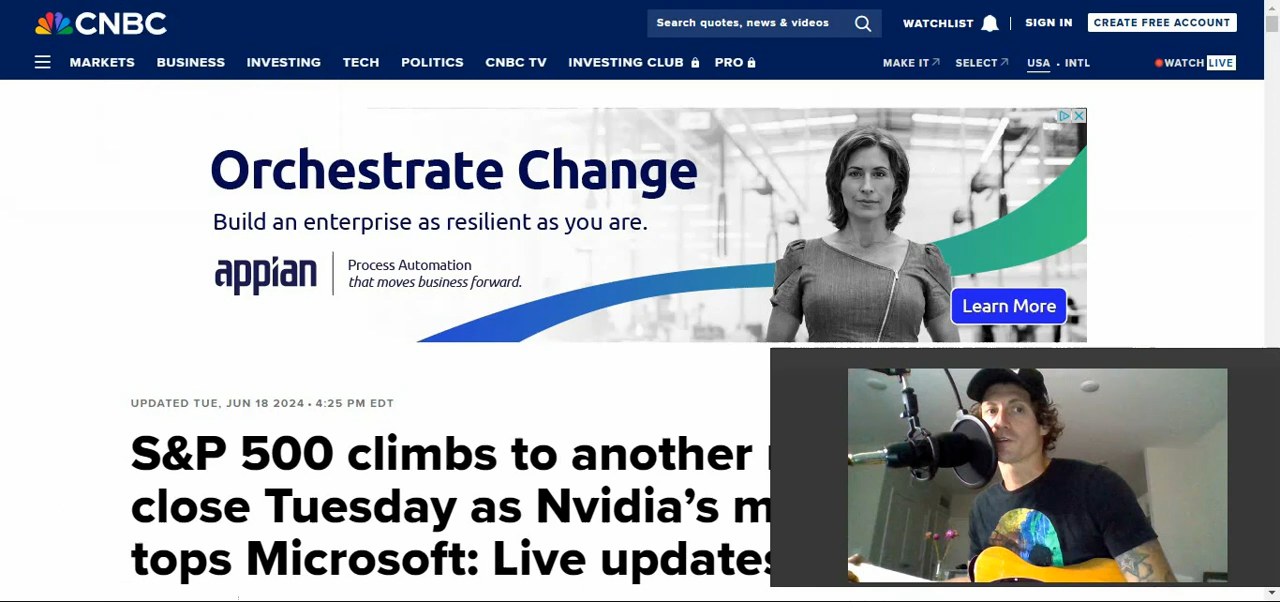 CNBC
Search quotes, news & videos
WATCHLIST
SIGN IN
CREATE FREE ACCOUNT
MARKETS BUSINESS INVESTING TECH POLITICS CNBC TV INVESTING CLUB PRO
MAKE IT SELECT USA • INTL WATCH LIVE
Orchestrate Change
Build an enterprise as resilient as you are.
appian
Process Automation
that moves business forward.
Learn More
UPDATED TUE, JUN 18 2024 • 4:25 PM EDT
S&P 500 climbs to another
close Tuesday as Nvidia’s
tops Microsoft: Live updates